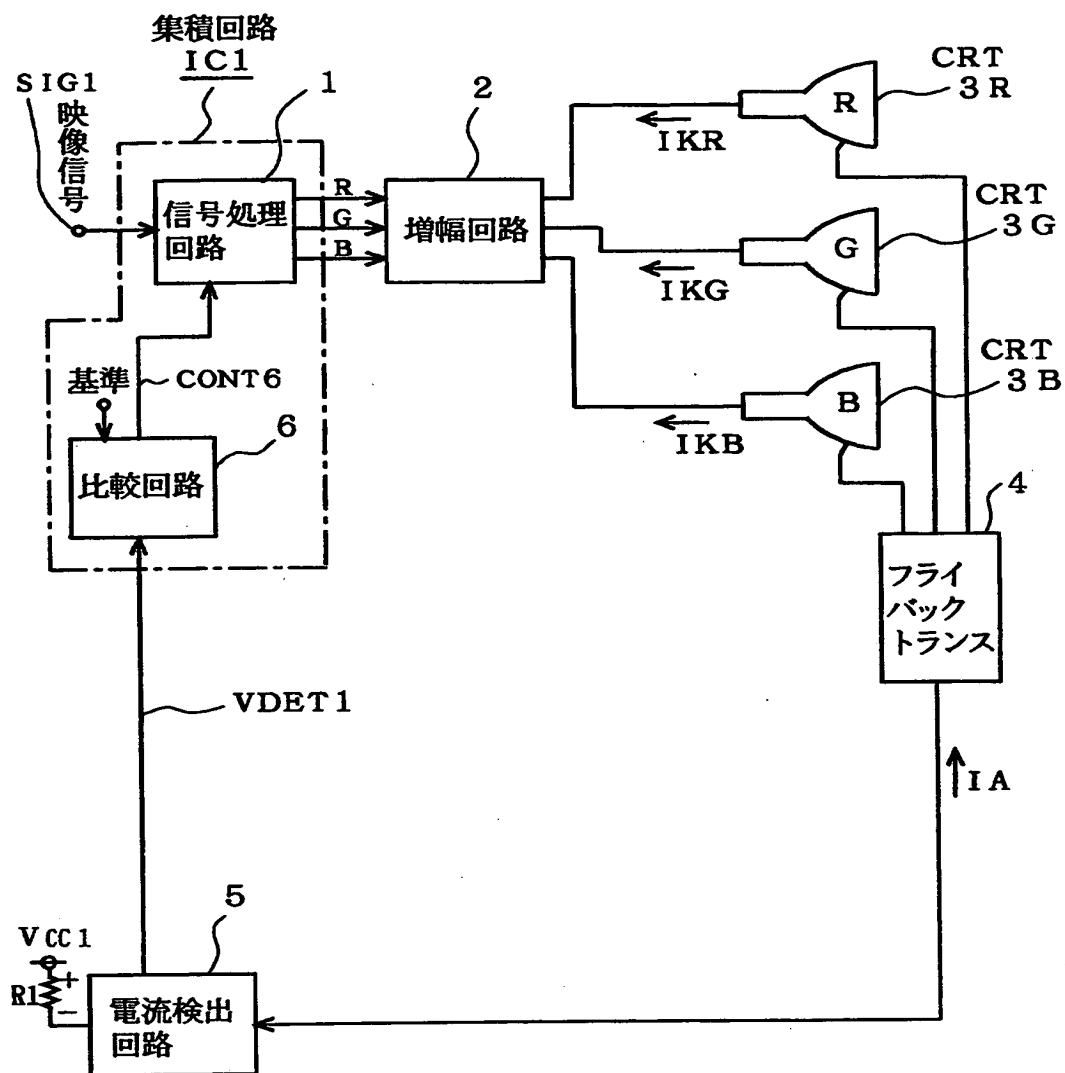 集積回路
IC1
SIG1
映像信号
1
信号処理
回路
R
G
B
2
増幅回路
IKR
IKG
IKB
CRT
3R
R
CRT
3G
G
CRT
3B
B
基準
CONT6
6
比較回路
4
フライ
バック
トランス
VDET1
IA
5
VCC1
R1
+
−
電流検出
回路